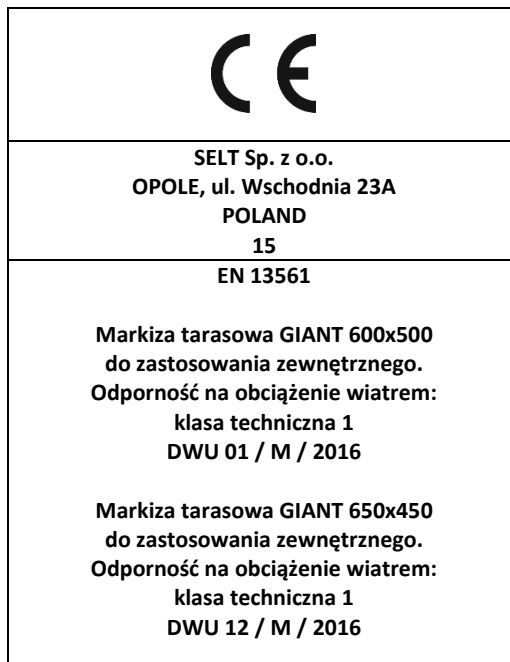 CE
SELT Sp. z o.o.
OPOLE, ul. Wschodnia 23A
POLAND
15
EN 13561
Markiza tarasowa GIANT 600x500
do zastosowania zewnętrznego.
Odporność na obciążenie wiatrem:
klasa techniczna 1
DWU 01 / M / 2016
Markiza tarasowa GIANT 650x450
do zastosowania zewnętrznego.
Odporność na obciążenie wiatrem:
klasa techniczna 1
DWU 12 / M / 2016